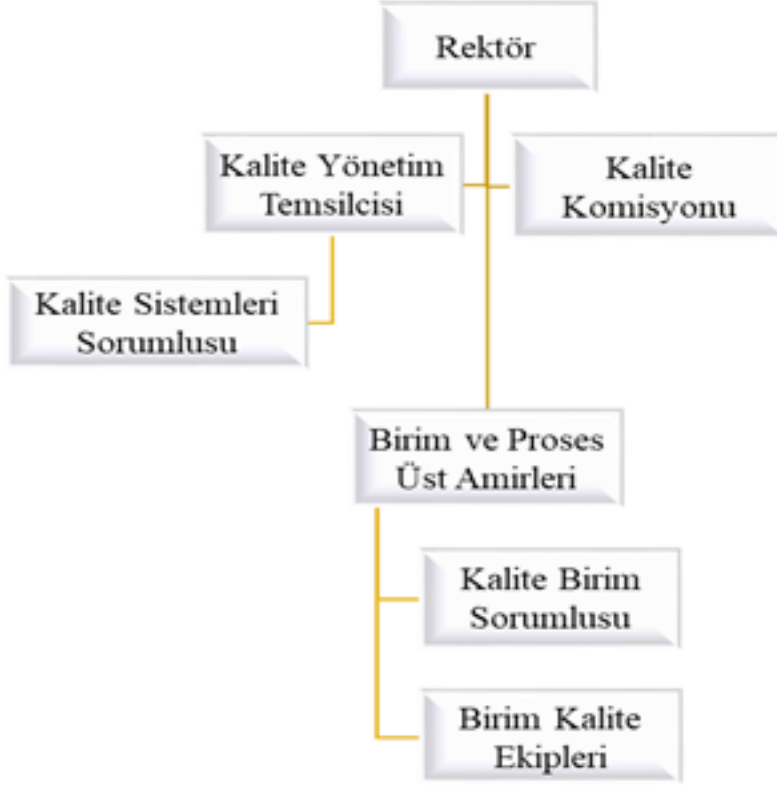 Rektör
Kalite Yönetim
Temsilcisi
Kalite
Komisyonu
Kalite Sistemleri
Sorumlusu
Birim ve Proses
Üst Amirleri
Kalite Birim
Sorumlusu
Birim Kalite
Ekipleri